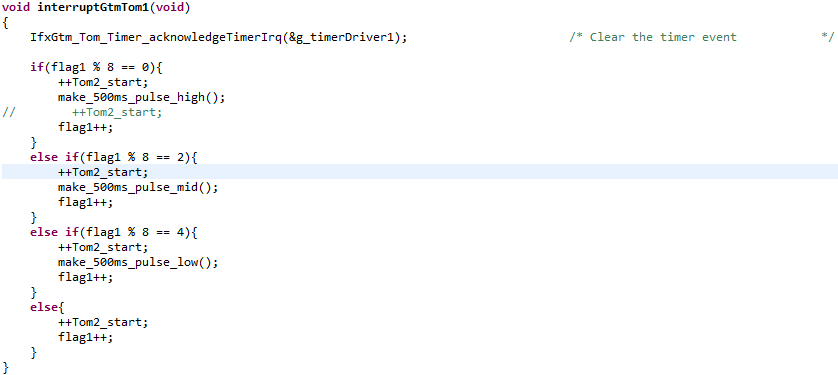 void interruptGtmTom1(void)
{
    IfxGtm_Tom_Timer_acknowledgeTimerIrq(&g_timerDriver1);                       /* Clear the timer event            */

    if(flag1 % 8 == 0){
        ++Tom2_start;
        make_500ms_pulse_high();
//        ++Tom2_start;
        flag1++;
    }
    else if(flag1 % 8 == 2){
        ++Tom2_start;
        make_500ms_pulse_mid();
        flag1++;
    }
    else if(flag1 % 8 == 4){
        ++Tom2_start;
        make_500ms_pulse_low();
        flag1++;
    }
    else{
        ++Tom2_start;
        flag1++;
    }
}